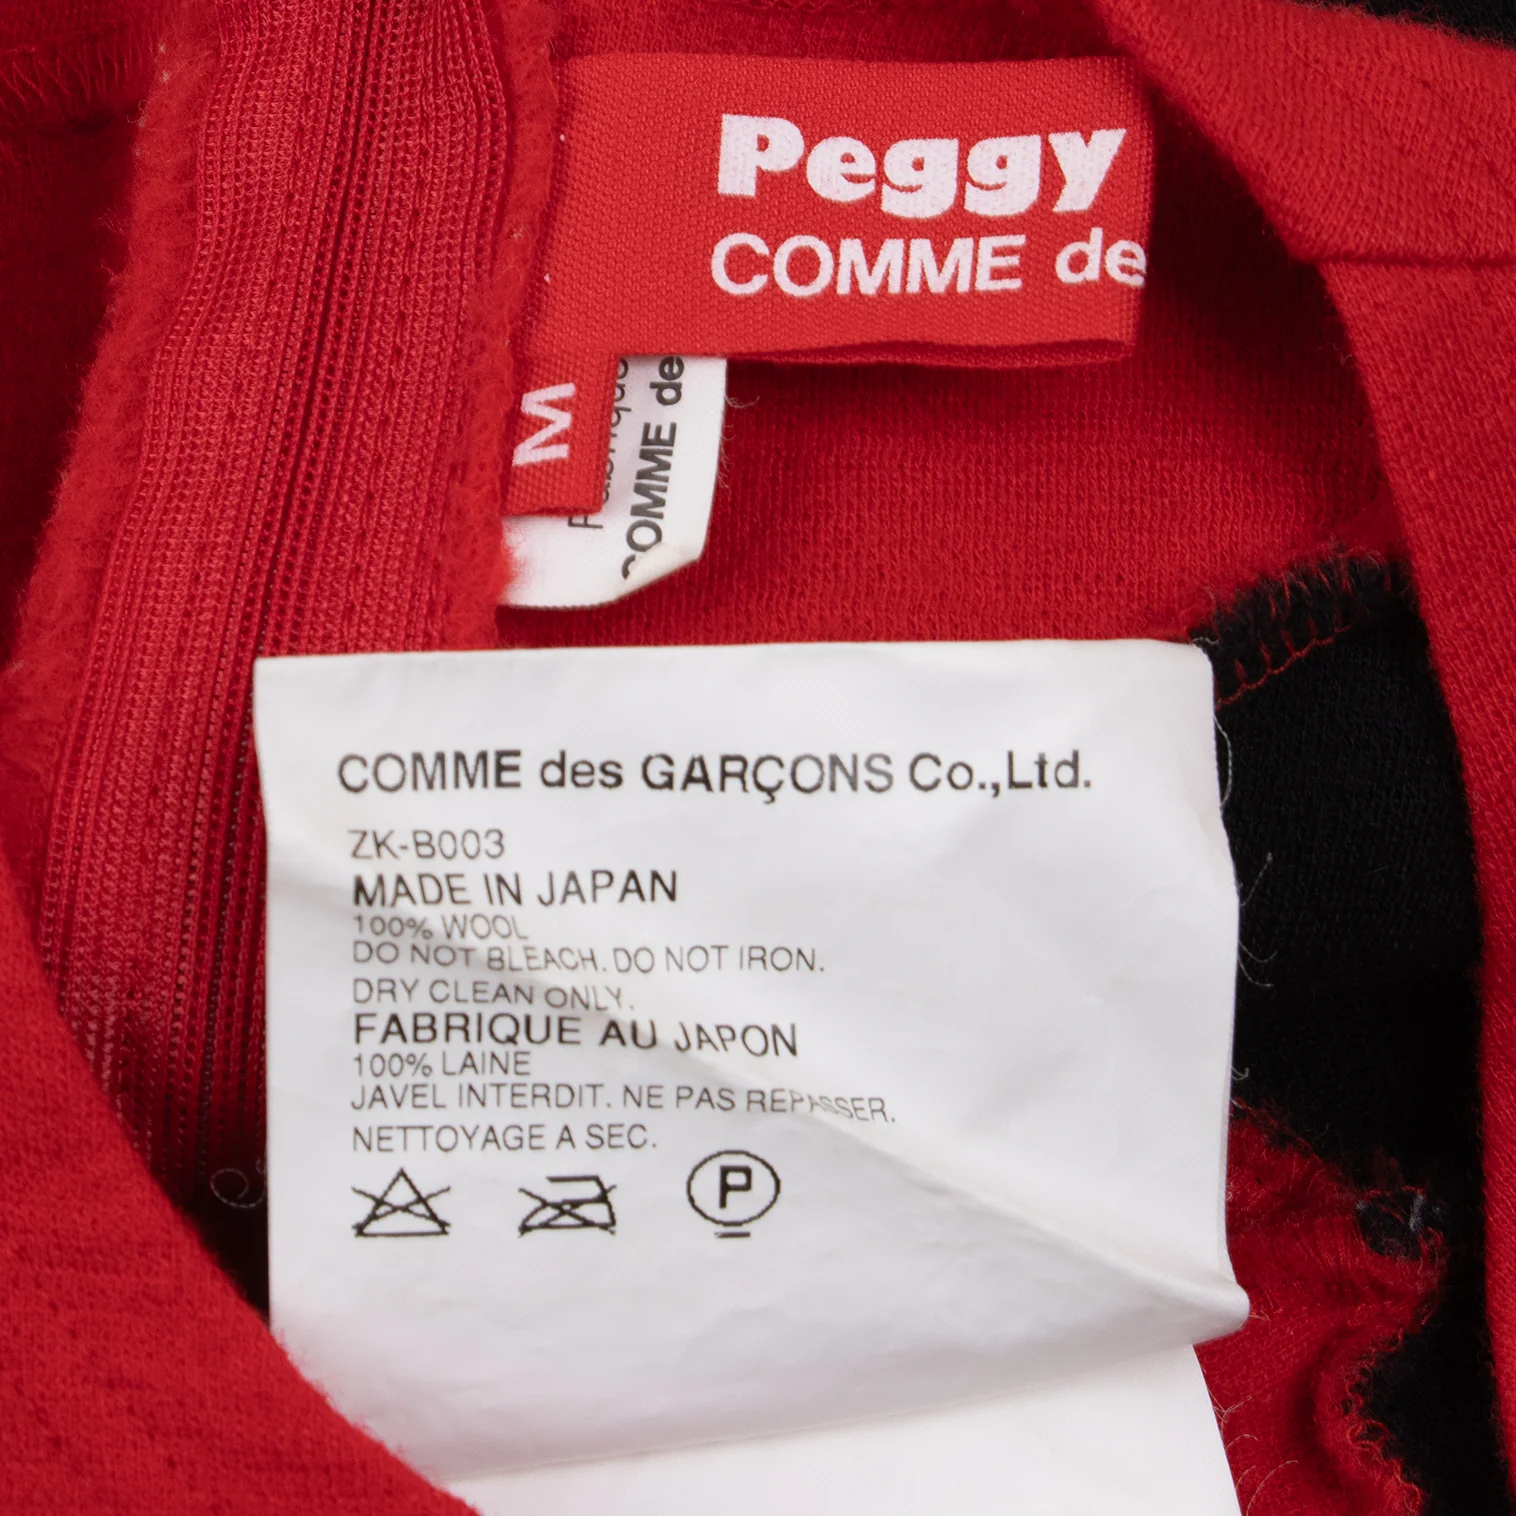 Peggy
COMME de
M
COMME de
COMME des GARÇONS Co.,Ltd.
ZK-B003
MADE IN JAPAN
100% WOOL
DO NOT BLEACH. DO NOT IRON.
DRY CLEAN ONLY.
FABRIQUE AU JAPON
100% LAINE
JAVEL INTERDIT. NE PAS REPASSER.
NETTOYAGE A SEC.
P